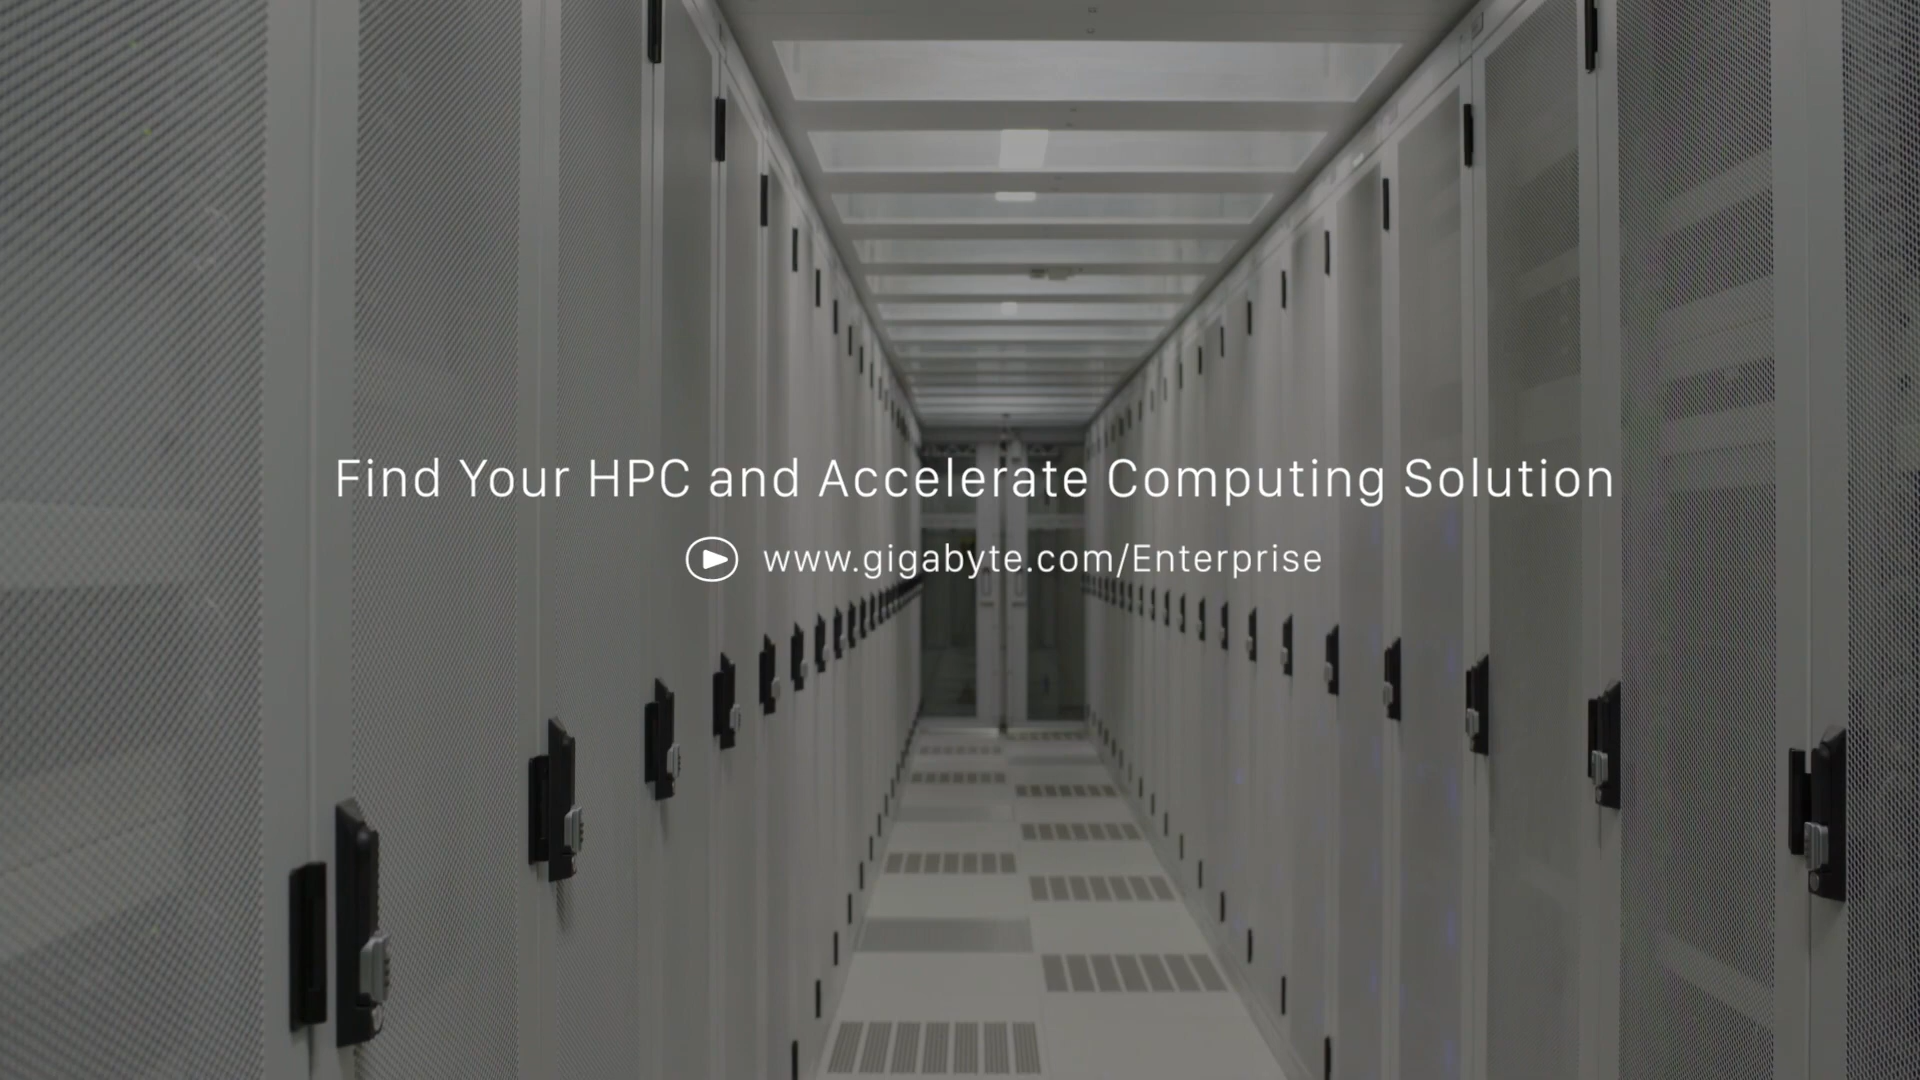 Find Your HPC and Accelerate Computing Solution
www.gigabyte.com/Enterprise